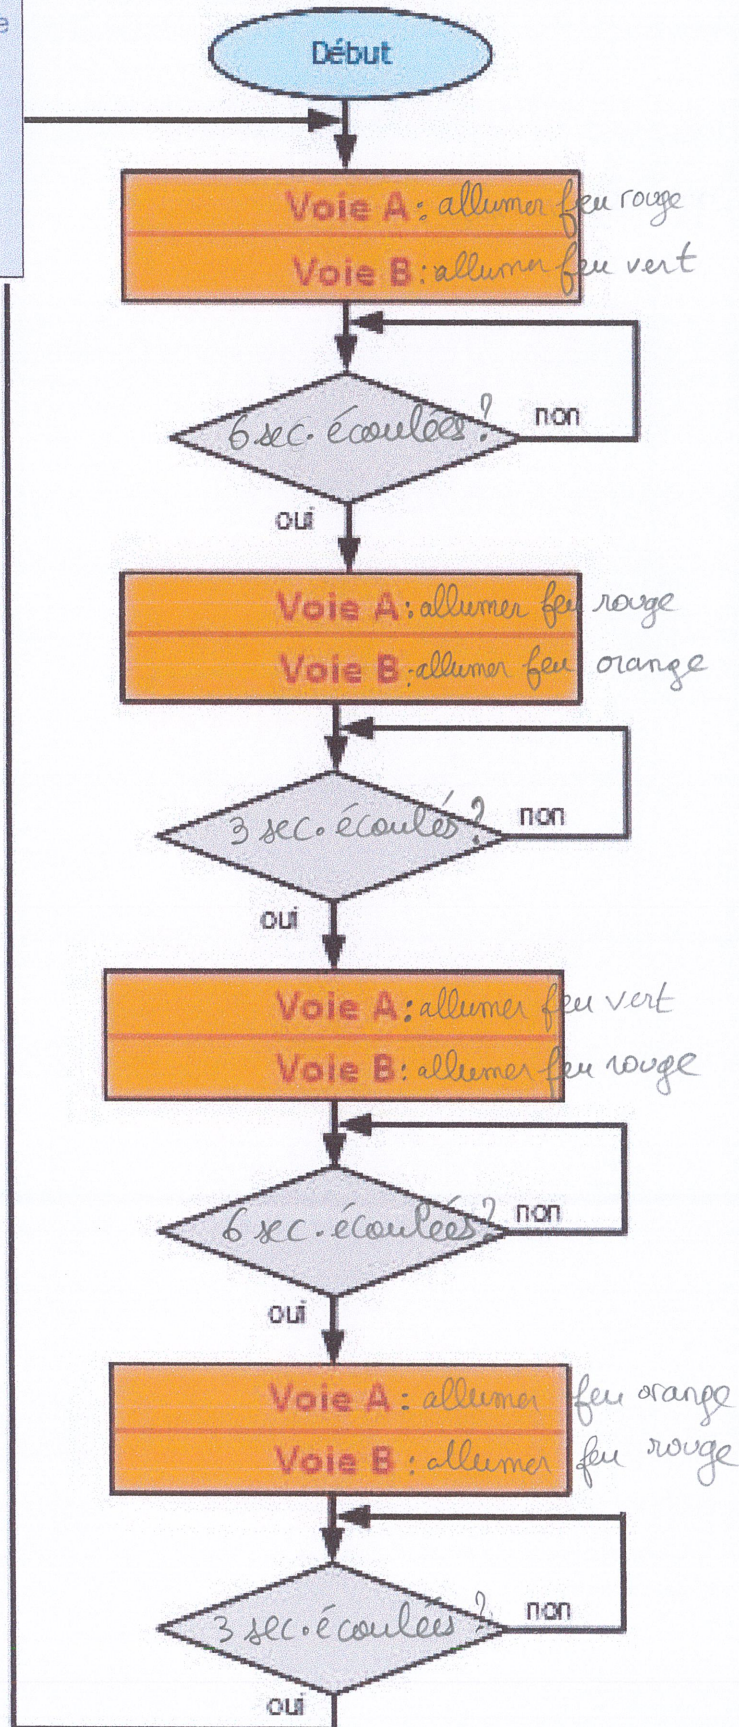 e
Début
Voie A : allumer feu rouge
Voie B : allumer feu vert
6 sec. écoulées ?
non
oui
Voie A : allumer feu rouge
Voie B : allumer feu orange
3 sec. écoulés ?
non
oui
Voie A : allumer feu vert
Voie B : allumer feu rouge
6 sec. écoulées ?
non
oui
Voie A : allumer feu orange
Voie B : allumer feu rouge
3 sec. écoulées ?
non
oui